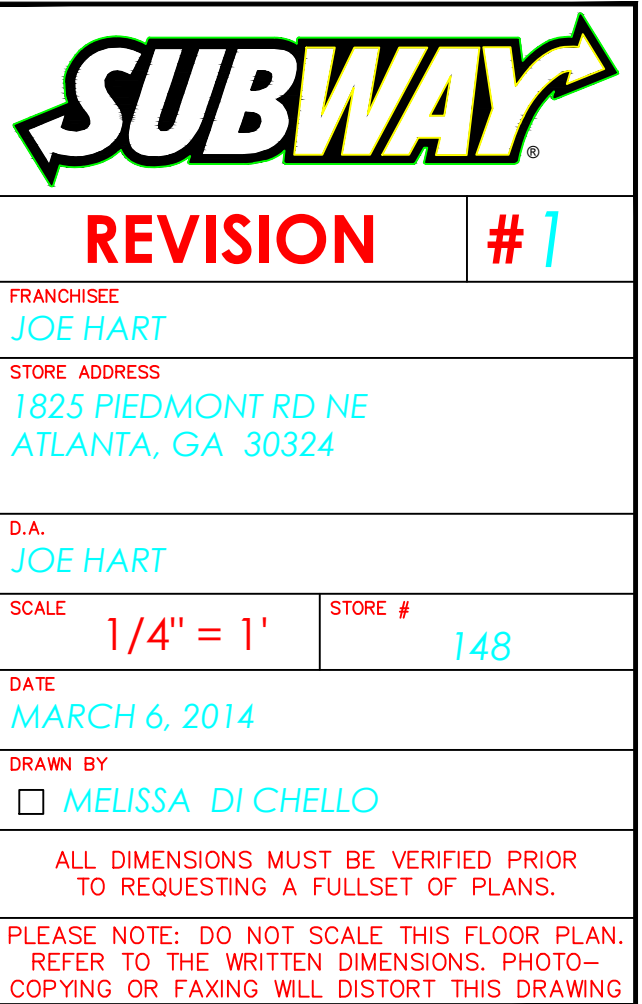 SUBWAY®
REVISION # 1
FRANCHISEE
JOE HART
STORE ADDRESS
1825 PIEDMONT RD NE
ATLANTA, GA 30324
D.A.
JOE HART
SCALE
1/4" = 1'
STORE #
148
DATE
MARCH 6, 2014
DRAWN BY
MELISSA DI CHELLO
ALL DIMENSIONS MUST BE VERIFIED PRIOR
TO REQUESTING A FULLSET OF PLANS.
PLEASE NOTE: DO NOT SCALE THIS FLOOR PLAN.
REFER TO THE WRITTEN DIMENSIONS. PHOTO-
COPYING OR FAXING WILL DISTORT THIS DRAWING